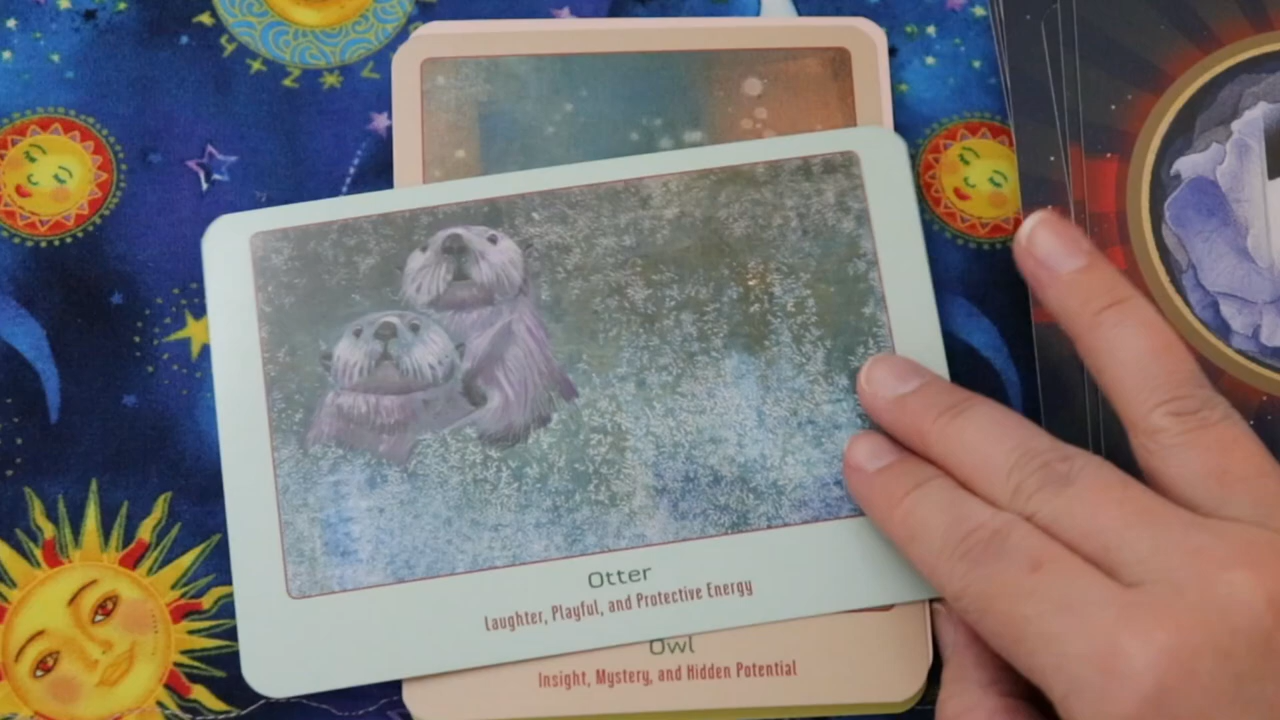 Otter
Laughter, Playful, and Protective Energy
Owl
Insight, Mystery, and Hidden Potential